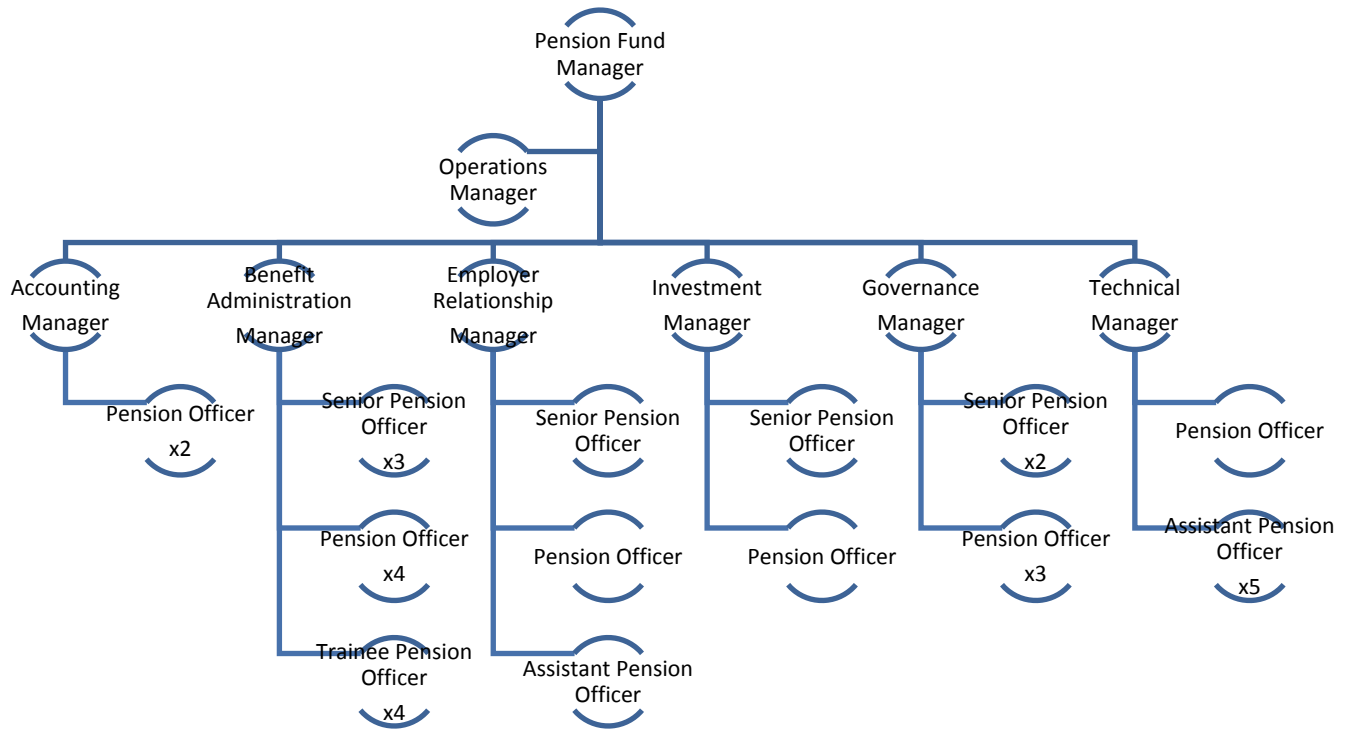 Pension Fund
Manager
Operations
Manager
Accounting
Manager
Benefit
Administration
Manager
Employer
Relationship
Manager
Investment
Manager
Governance
Manager
Technical
Manager
Pension Officer
x2
Senior Pension
Officer
x3
Senior Pension
Officer
Senior Pension
Officer
Senior Pension
Officer
x2
Pension Officer
Pension Officer
x4
Pension Officer
Pension Officer
Pension Officer
x3
Assistant Pension
Officer
x5
Trainee Pension
Officer
x4
Assistant Pension
Officer